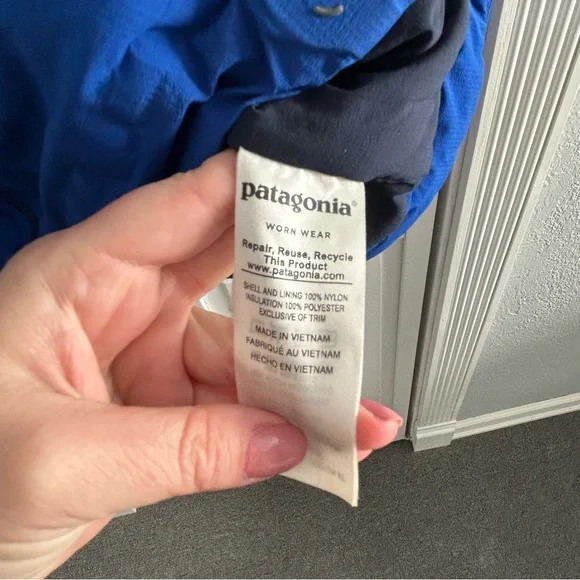 patagonia®
WORN WEAR
Repair, Reuse, Recycle
This Product
www.patagonia.com
SHELL AND LINING 100% NYLON
INSULATION 100% POLYESTER
EXCLUSIVE OF TRIM
MADE IN VIETNAM
FABRIQUÉ AU VIETNAM
HECHO EN VIETNAM